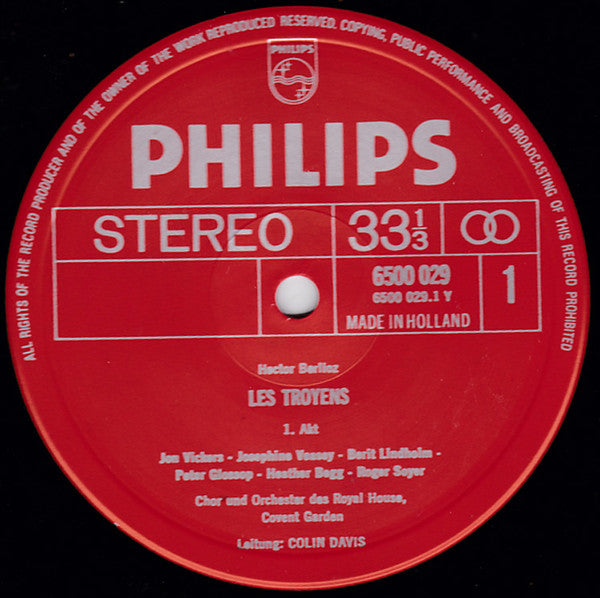 ALL RIGHTS OF THE RECORD PRODUCER AND OF THE OWNER OF THE WORK REPRODUCED RESERVED. COPYING, PUBLIC PERFORMANCE AND BROADCASTING OF THIS RECORD PROHIBITED
PHILIPS
PHILIPS
STEREO 33⅓
6500 029 1
6500 029.1 Y
MADE IN HOLLAND
Hector Berlioz
LES TROYENS
1. Akt
Jon Vickers - Josephine Veasey - Berit Lindholm -
Peter Glossop - Heather Begg - Roger Soyer
Chor und Orchester des Royal House,
Covent Garden
Leitung: COLIN DAVIS